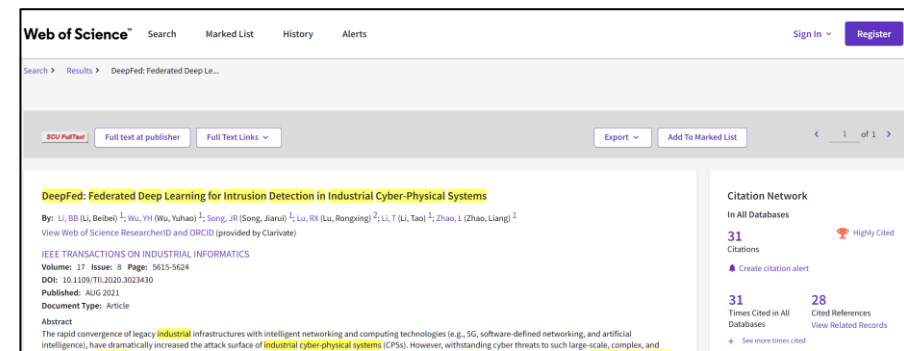 Web of Science™ Search Marked List History Alerts Sign In Register
Search > Results > DeepFed: Federated Deep Le...
SCU FullText Full text at publisher Full Text Links Export Add To Marked List < 1 of 1 >
DeepFed: Federated Deep Learning for Intrusion Detection in Industrial Cyber-Physical Systems
By: Li, BB (Li, Beibei) 1; Wu, YH (Wu, Yuhao) 1; Song, JR (Song, Jiarui) 1; Lu, RX (Lu, Rongxing) 2; Li, T (Li, Tao) 1; Zhao, L (Zhao, Liang) 1
View Web of Science ResearcherID and ORCID (provided by Clarivate)
IEEE TRANSACTIONS ON INDUSTRIAL INFORMATICS
Volume: 17 Issue: 8 Page: 5615-5624
DOI: 10.1109/TII.2020.3023430
Published: AUG 2021
Document Type: Article
Abstract
The rapid convergence of legacy industrial infrastructures with intelligent networking and computing technologies (e.g., 5G, software-defined networking, and artificial
intelligence), have dramatically increased the attack surface of industrial cyber-physical systems (CPSs). However, withstanding cyber threats to such large-scale, complex, and
Citation Network
In All Databases
31 Highly Cited
Citations
Create citation alert
31 28
Times Cited in All Cited References
Databases View Related Records
+ See more times cited